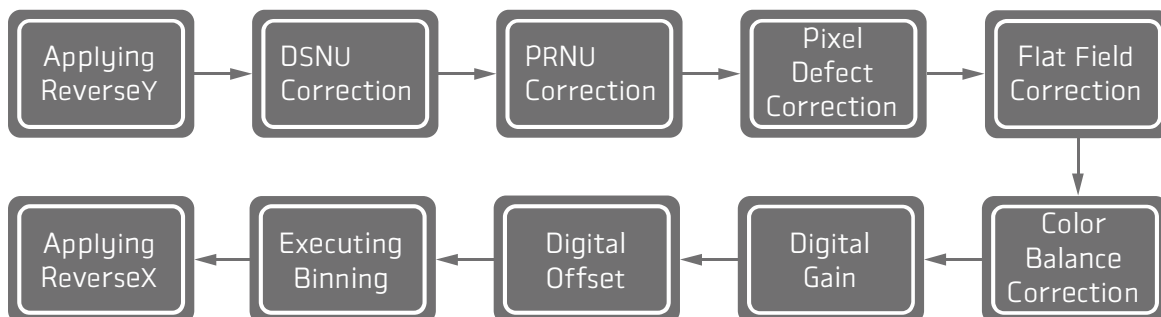 Applying
ReverseY
DSNU
Correction
PRNU
Correction
Pixel
Defect
Correction
Flat Field
Correction
Color
Balance
Correction
Digital
Gain
Digital
Offset
Executing
Binning
Applying
ReverseX